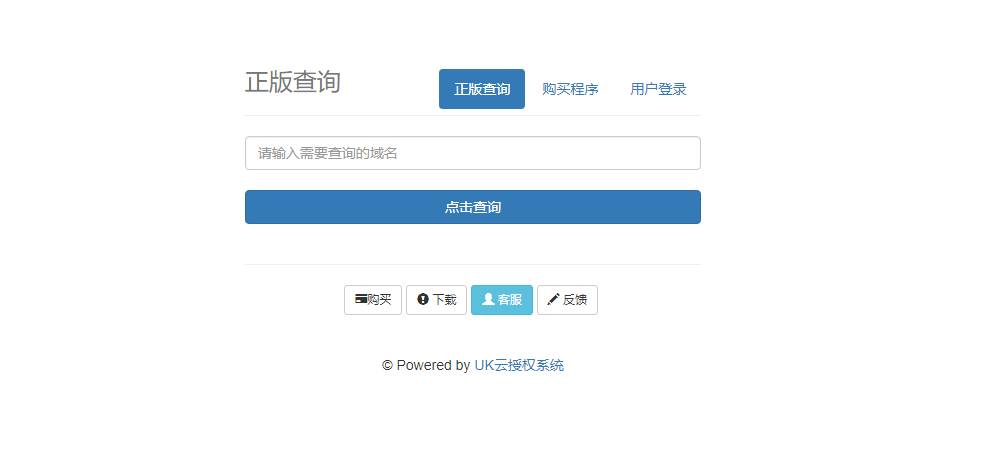 正版查询
正版查询 购买程序 用户登录
请输入需要查询的域名
点击查询
购买 下载 客服 反馈
© Powered by UK云授权系统